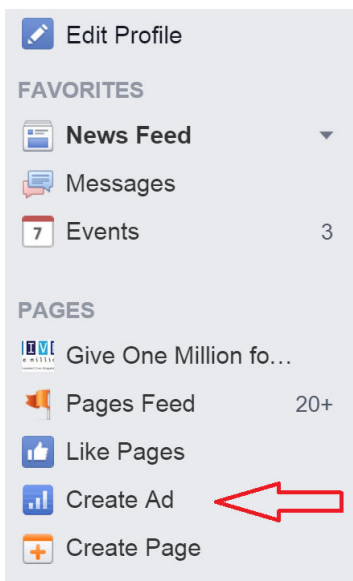 Edit Profile
FAVORITES
News Feed
Messages
7 Events 3
PAGES
Give One Million fo...
Pages Feed 20+
Like Pages
Create Ad
Create Page